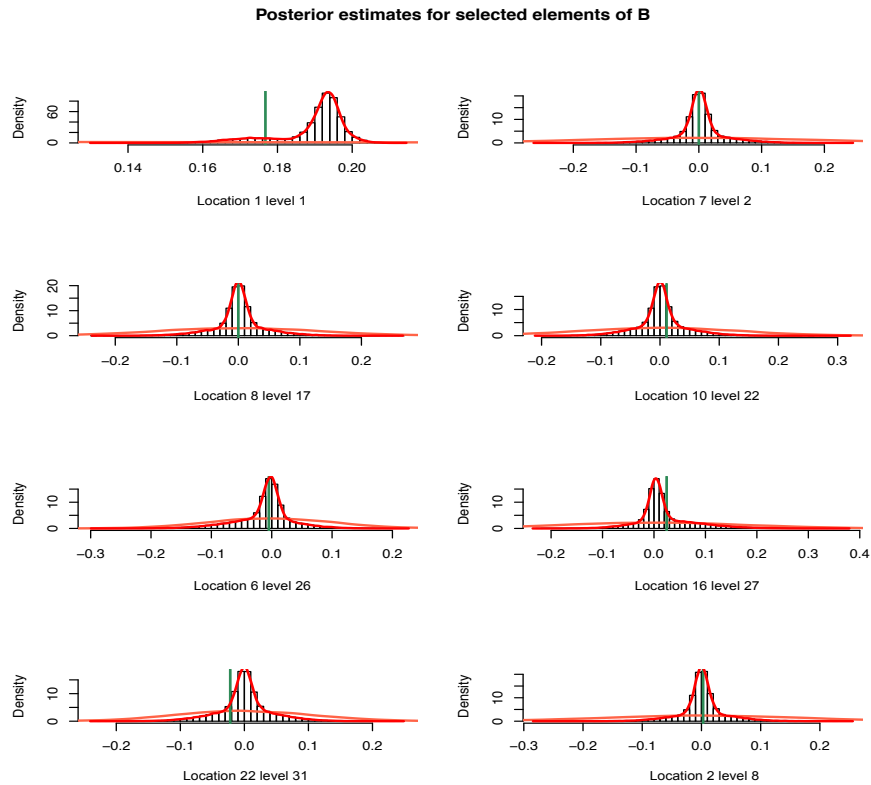 Posterior estimates for selected elements of B
Density
0 60
0.14 0.16 0.18 0.20
Location 1 level 1
Density
0 10
−0.2 −0.1 0.0 0.1 0.2
Location 7 level 2
Density
0 10 20
−0.2 −0.1 0.0 0.1 0.2
Location 8 level 17
Density
0 10
−0.2 −0.1 0.0 0.1 0.2 0.3
Location 10 level 22
Density
0 10
−0.3 −0.2 −0.1 0.0 0.1 0.2
Location 6 level 26
Density
0 10
−0.2 −0.1 0.0 0.1 0.2 0.3 0.4
Location 16 level 27
Density
0 10
−0.2 −0.1 0.0 0.1 0.2
Location 22 level 31
Density
0 10
−0.3 −0.2 −0.1 0.0 0.1 0.2
Location 2 level 8